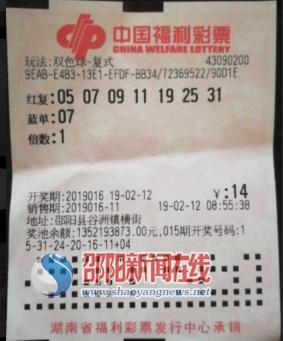 中国福利彩票
CHINA WELFARE LOTTERY
玩法:双色球-复式 43090200
9EAB-E4B3-13E1-EFDF-BB34/72369522/90D1E
红复:05 07 09 11 19 25 31
蓝单:07
倍数:1
开奖期:2019016 19-02-12 ¥:14
销售期:2019016-11 19-02-12 08:55:38
地址:邵阳县谷洲镇横街
奖池余额:1352193873.00元,015期开奖号码:1
5-31-24-20-16-11+04
邵阳新闻在线
www.shaoyangnews.net
湖南省福利彩票发行中心承销